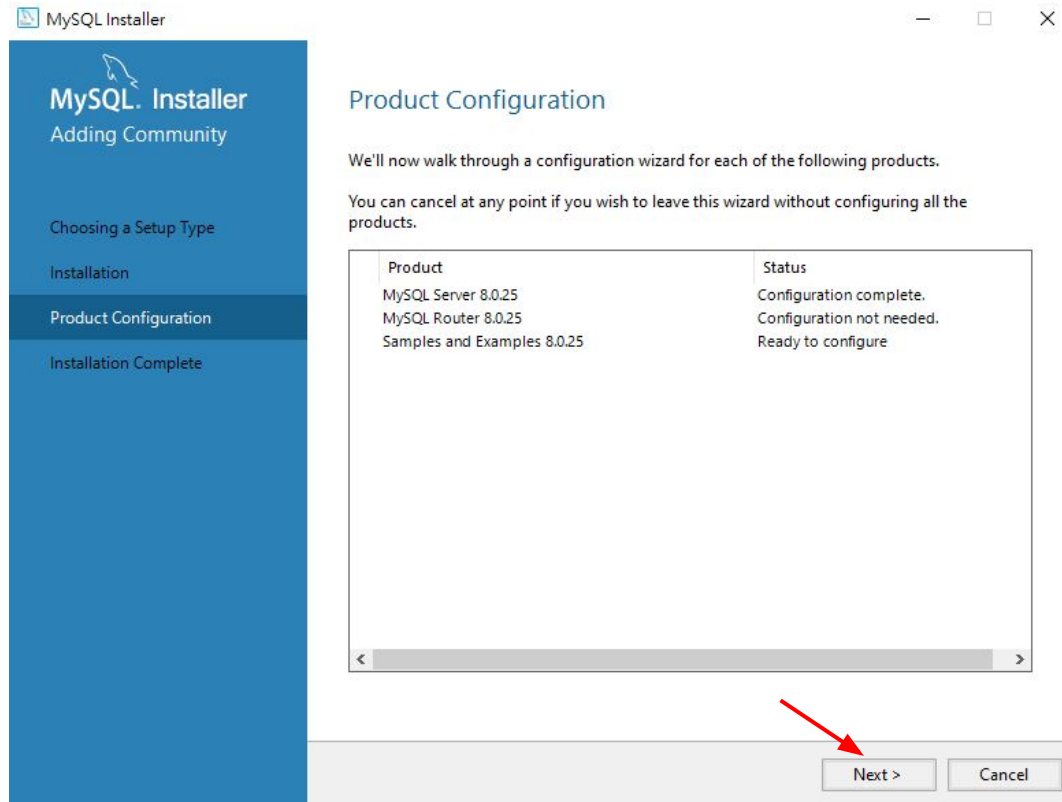 MySQL Installer
MySQL. Installer
Adding Community
Choosing a Setup Type
Installation
Product Configuration
Installation Complete
Product Configuration
We'll now walk through a configuration wizard for each of the following products.
You can cancel at any point if you wish to leave this wizard without configuring all the
products.
Product Status
MySQL Server 8.0.25 Configuration complete.
MySQL Router 8.0.25 Configuration not needed.
Samples and Examples 8.0.25 Ready to configure
Next > Cancel